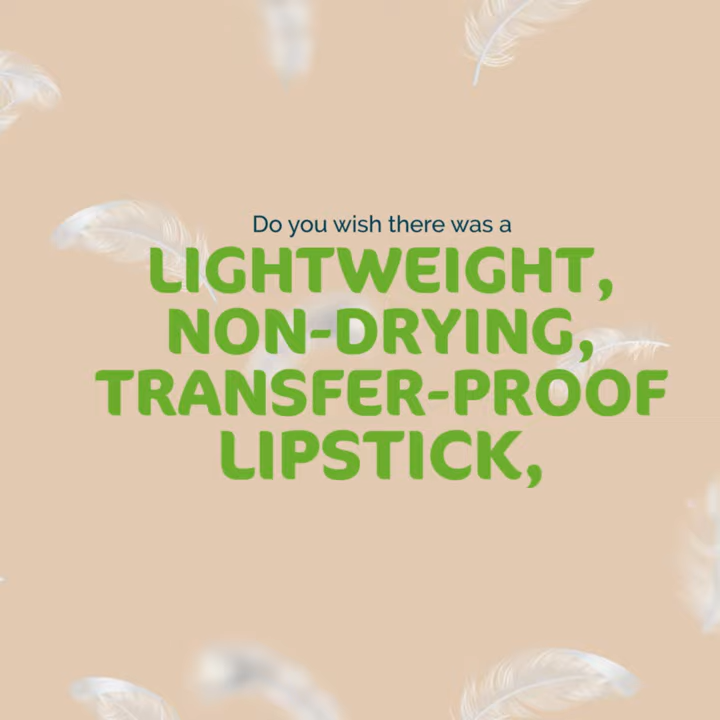 Do you wish there was a
LIGHTWEIGHT,
NON-DRYING,
TRANSFER-PROOF
LIPSTICK,